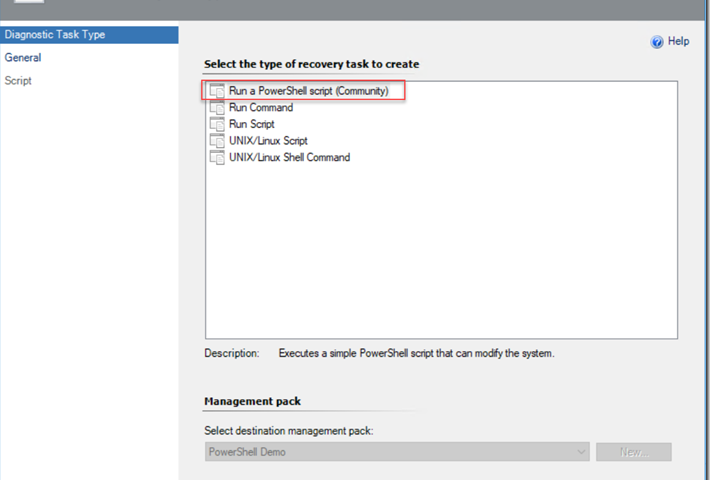 Diagnostic Task Type
General
Script
Help
Select the type of recovery task to create
Run a PowerShell script (Community)
Run Command
Run Script
UNIX/Linux Script
UNIX/Linux Shell Command
Description: Executes a simple PowerShell script that can modify the system.
Management pack
Select destination management pack:
PowerShell Demo
New...